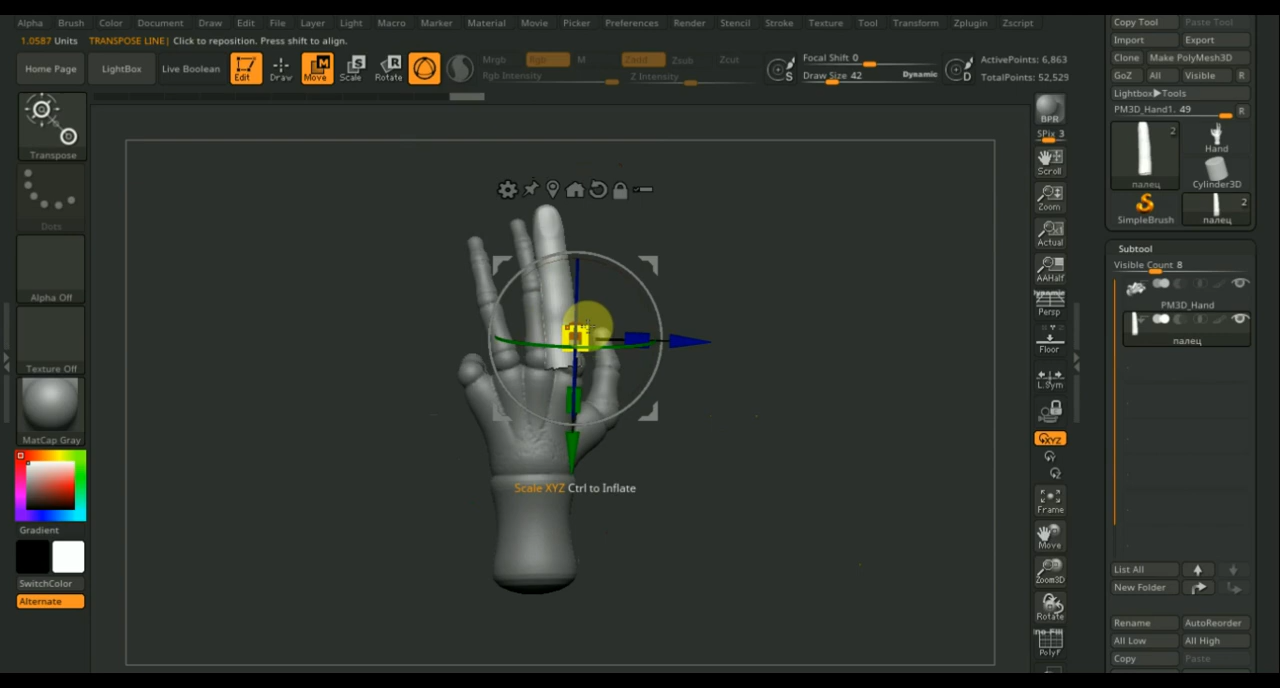 Alpha Brush Color Document Draw Edit File Layer Light Macro Marker Material Movie Picker Preferences Render Stencil Stroke Texture Tool Transform Zplugin Zscript
1.0587 Units TRANSPOSE LINE| Click to reposition. Press shift to align.
Home Page
LightBox
Live Boolean
Edit
Draw
M
Move
S
Scale
R
Rotate
Mrgb Rgb M
Rgb Intensity
Zadd Zsub Zcut
Z Intensity
S
Focal Shift 0
Draw Size 42 Dynamic
D
ActivePoints: 6,863
TotalPoints: 52,529
Transpose
Dots
Alpha Off
Texture Off
MatCap Gray
Gradient
SwitchColor
Alternate
Scale XYZ Ctrl to Inflate
BPR
SPix 3
Scroll
Zoom
Actual
AAHalf
Dynamic
Persp
Floor
L.Sym
XYZ
Y
Z
Frame
Move
Zoom3D
Rotate
PolyF
Copy Tool Paste Tool
Import Export
Clone Make PolyMesh3D
GoZ All Visible R
Lightbox▶Tools
PM3D_Hand1. 49 R
2
палец
Hand
Cylinder3D
SimpleBrush
2
палец
Subtool
Visible Count 8
PM3D_Hand
палец
List All
New Folder
Rename AutoReorder
All Low All High
Copy Paste